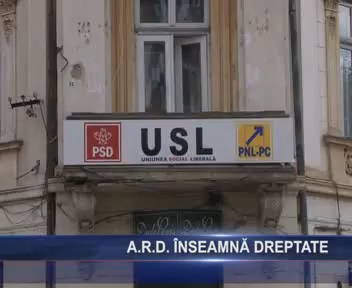 PSD
USL
UNIUNEA SOCIAL LIBERALĂ
PNL-PC
A.R.D. ÎNSEAMNĂ DREPTATE